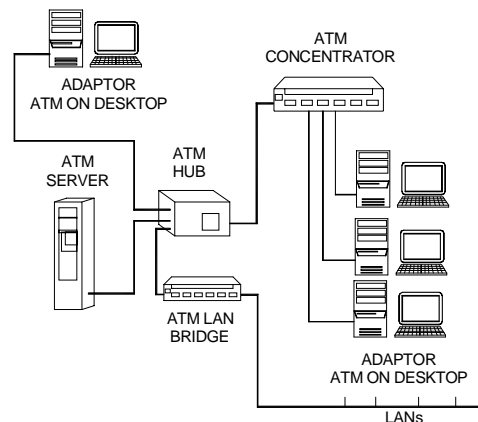 ATM
CONCENTRATOR
ADAPTOR
ATM ON DESKTOP
ATM
SERVER
ATM
HUB
ATM LAN
BRIDGE
ADAPTOR
ATM ON DESKTOP
LANs